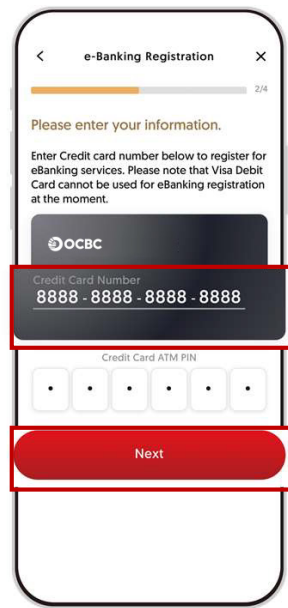 e-Banking Registration
2/4
Please enter your information.
Enter Credit card number below to register for
eBanking services. Please note that Visa Debit
Card cannot be used for eBanking registration
at the moment.
OCBC
Credit Card Number
8888 - 8888 - 8888 - 8888
Credit Card ATM PIN
Next